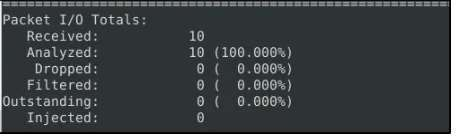 ===============================================================================
Packet I/O Totals:
   Received:           10
   Analyzed:           10 (100.000%)
    Dropped:            0 (  0.000%)
   Filtered:            0 (  0.000%)
Outstanding:            0 (  0.000%)
   Injected:            0